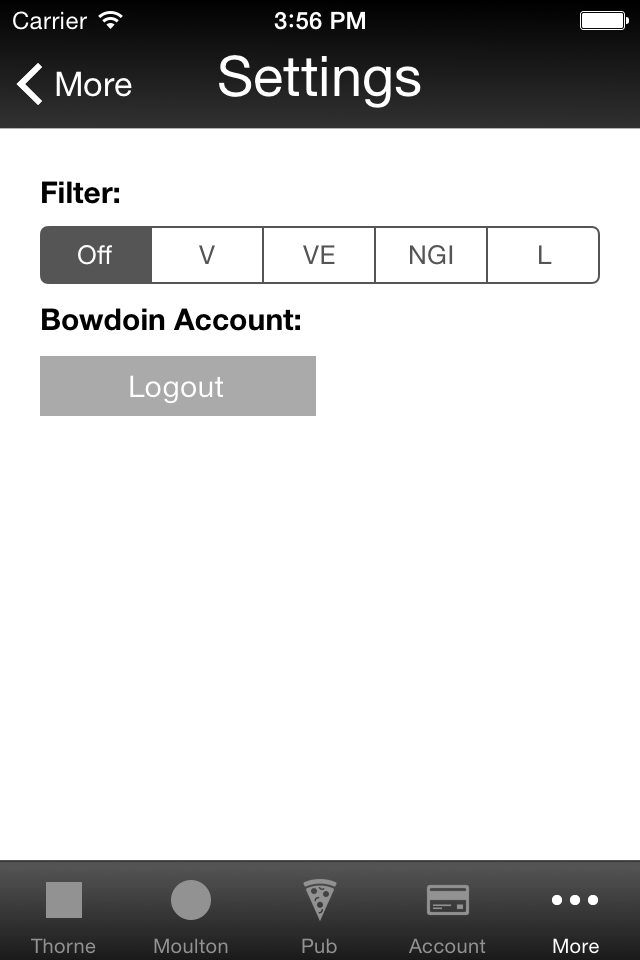 Carrier 3:56 PM
More Settings
Filter:
Off V VE NGI L
Bowdoin Account:
Logout
Thorne Moulton Pub Account More